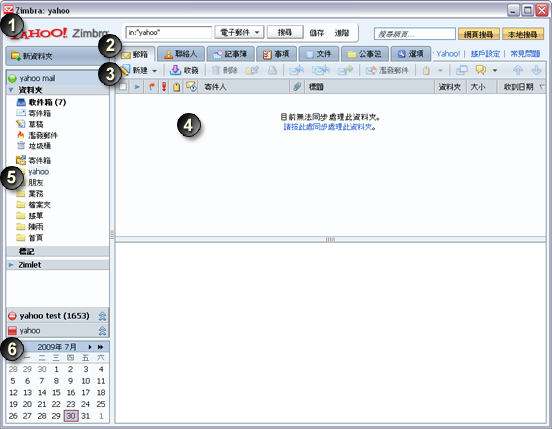 Zimbra: yahoo
1
YAHOO! Zimbra
in:"yahoo" 電子郵件 搜尋 儲存 進階
搜尋網頁... 網頁搜尋 本地搜尋
新資料夾
2
郵箱 聯絡人 記事簿 事項 文件 公事包 選項 Yahoo! 賬戶設定 常見問題
3
新建 收發 刪除 濫發郵件
yahoo mail
寄件人 標題 資料夾 大小 收到日期
資料夾
收件箱 (7)
寄件箱
草稿
濫發郵件
垃圾桶
寄件箱
yahoo
朋友
業務
檔案夾
賬單
陳雨
首頁
標記
Zimlet
4
目前無法同步處理此資料夾。
請按此處同步處理此資料夾。
5
yahoo test (1653)
yahoo
6
2009年 7月
一 二 三 四 五 六
28 29 30 1 2 3 4
5 6 7 8 9 10 11
12 13 14 15 16 17 18
19 20 21 22 23 24 25
26 27 28 29 30 31 1